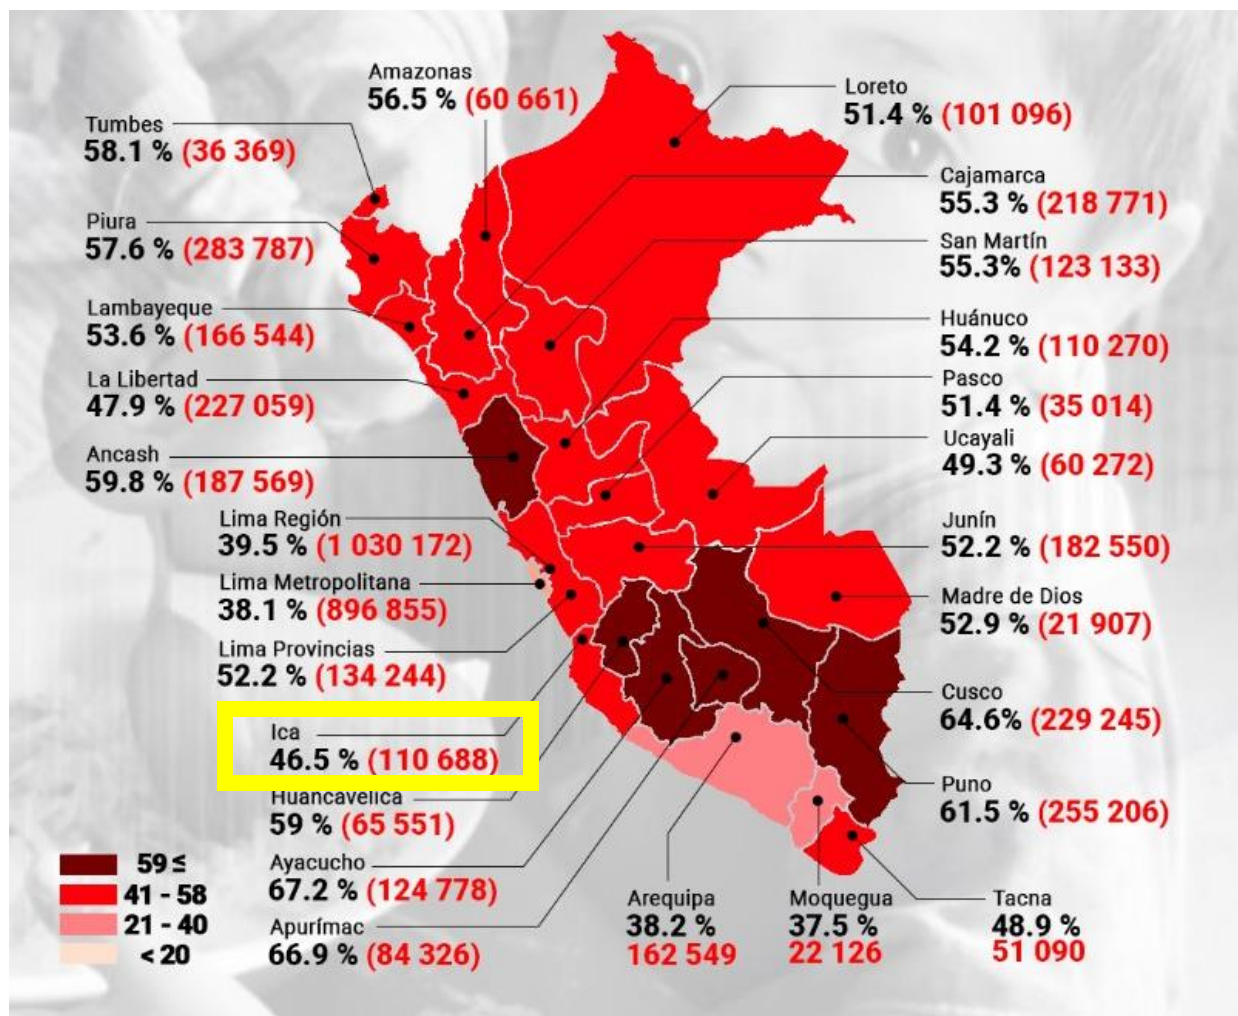 Amazonas
56.5 % (60 661)
Loreto
51.4 % (101 096)
Tumbes
58.1 % (36 369)
Cajamarca
55.3 % (218 771)
Piura
57.6 % (283 787)
San Martín
55.3% (123 133)
Lambayeque
53.6 % (166 544)
Huánuco
54.2 % (110 270)
La Libertad
47.9 % (227 059)
Pasco
51.4 % (35 014)
Ancash
59.8 % (187 569)
Ucayali
49.3 % (60 272)
Lima Región
39.5 % (1 030 172)
Junín
52.2 % (182 550)
Lima Metropolitana
38.1 % (896 855)
Madre de Dios
52.9 % (21 907)
Lima Provincias
52.2 % (134 244)
Cusco
64.6% (229 245)
Ica
46.5 % (110 688)
Puno
61.5 % (255 206)
Huancavelica
59 % (65 551)
Ayacucho
67.2 % (124 778)
Apurímac
66.9 % (84 326)
Arequipa
38.2 %
162 549
Moquegua
37.5 %
22 126
Tacna
48.9 %
51 090
59 ≤
41 - 58
21 - 40
< 20